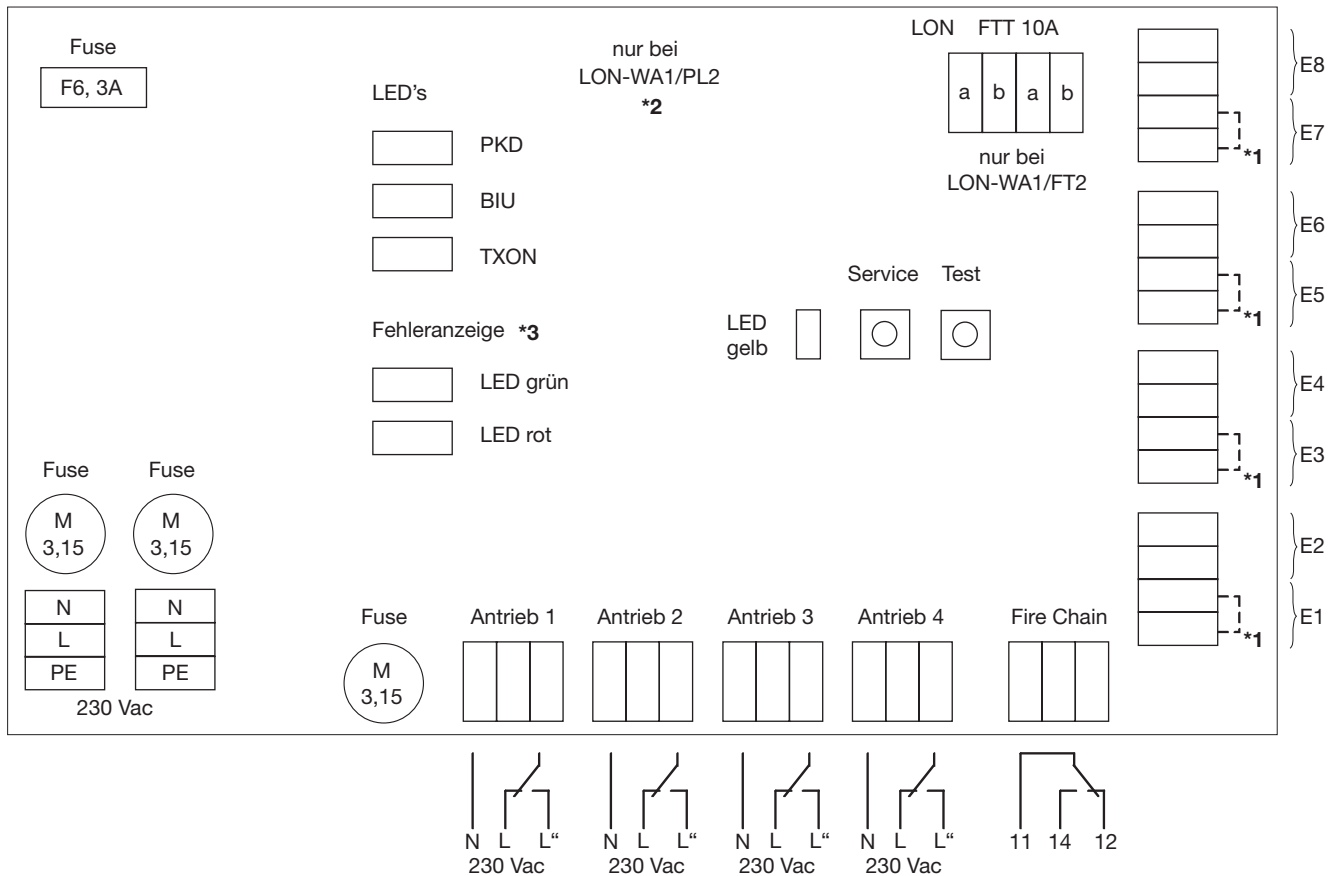 Fuse
F6, 3A
LED's
PKD
BIU
TXON
Fehleranzeige *3
LED grün
LED rot
nur bei
LON-WA1/PL2
*2
LON FTT 10A
a b a b
nur bei
LON-WA1/FT2
Service Test
LED
gelb
E8
E7
*1
E6
E5
*1
E4
E3
*1
E2
E1
*1
Fuse Fuse
M M
3,15 3,15
N N
L L
PE PE
230 Vac
Fuse
M
3,15
Antrieb 1 Antrieb 2 Antrieb 3 Antrieb 4 Fire Chain
N L L“ N L L“ N L L“ N L L“ 11 14 12
230 Vac 230 Vac 230 Vac 230 Vac